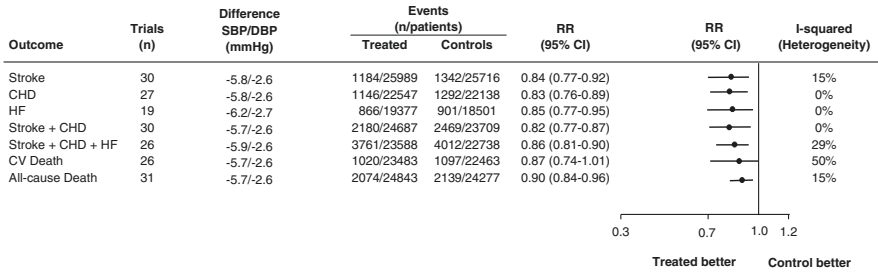 Outcome Trials (n) Difference SBP/DBP (mmHg) Events (n/patients) Treated Controls RR (95% CI) RR (95% CI) I-squared (Heterogeneity)
Stroke 30 -5.8/-2.6 1184/25989 1342/25716 0.84 (0.77-0.92) 15%
CHD 27 -5.8/-2.6 1146/22547 1292/22138 0.83 (0.76-0.89) 0%
HF 19 -6.2/-2.7 866/19377 901/18501 0.85 (0.77-0.95) 0%
Stroke + CHD 30 -5.7/-2.6 2180/24687 2469/23709 0.82 (0.77-0.87) 0%
Stroke + CHD + HF 26 -5.9/-2.6 3761/23588 4012/22738 0.86 (0.81-0.90) 29%
CV Death 26 -5.7/-2.6 1020/23483 1097/22463 0.87 (0.74-1.01) 50%
All-cause Death 31 -5.7/-2.6 2074/24843 2139/24277 0.90 (0.84-0.96) 15%
0.3 0.7 1.0 1.2
Treated better Control better